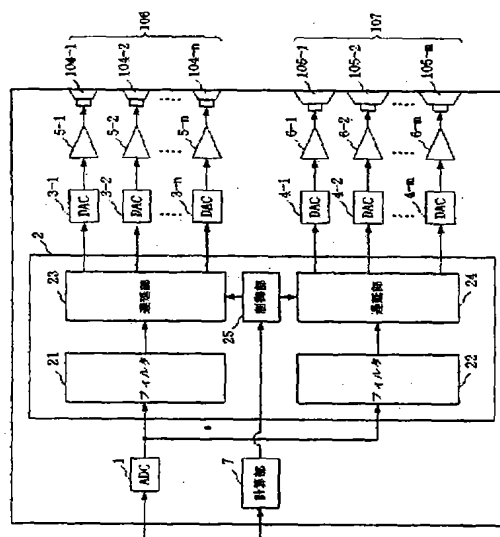 106
104-1
104-2
104-n
107
105-1
105-2
105-m
5-1
5-2
5-n
6-1
6-2
6-m
3-1
DAC
3-2
DAC
3-n
DAC
4-1
DAC
4-2
DAC
4-m
DAC
2
23
遅延部
制御部
25
遅延部
24
21
フィルタ
フィルタ
22
1
ADC
7
計算部